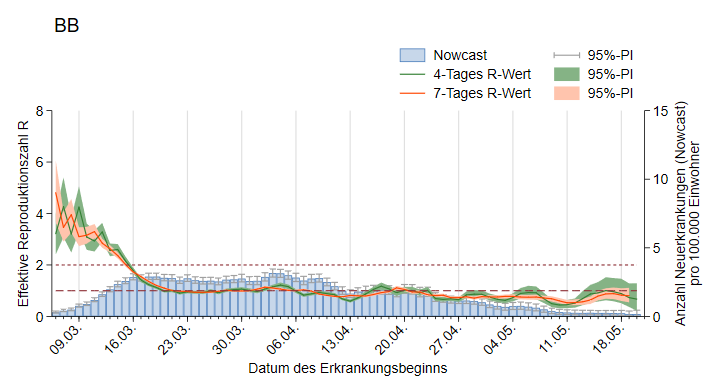 BB
Nowcast
95%-PI
4-Tages R-Wert
95%-PI
7-Tages R-Wert
95%-PI
Effektive Reproduktionszahl R
8
6
4
2
0
15
10
5
0
Anzahl Neuerkrankungen (Nowcast)
pro 100.000 Einwohner
09.03.
16.03.
23.03.
30.03.
06.04.
13.04.
20.04.
27.04.
04.05.
11.05.
18.05.
Datum des Erkrankungsbeginns